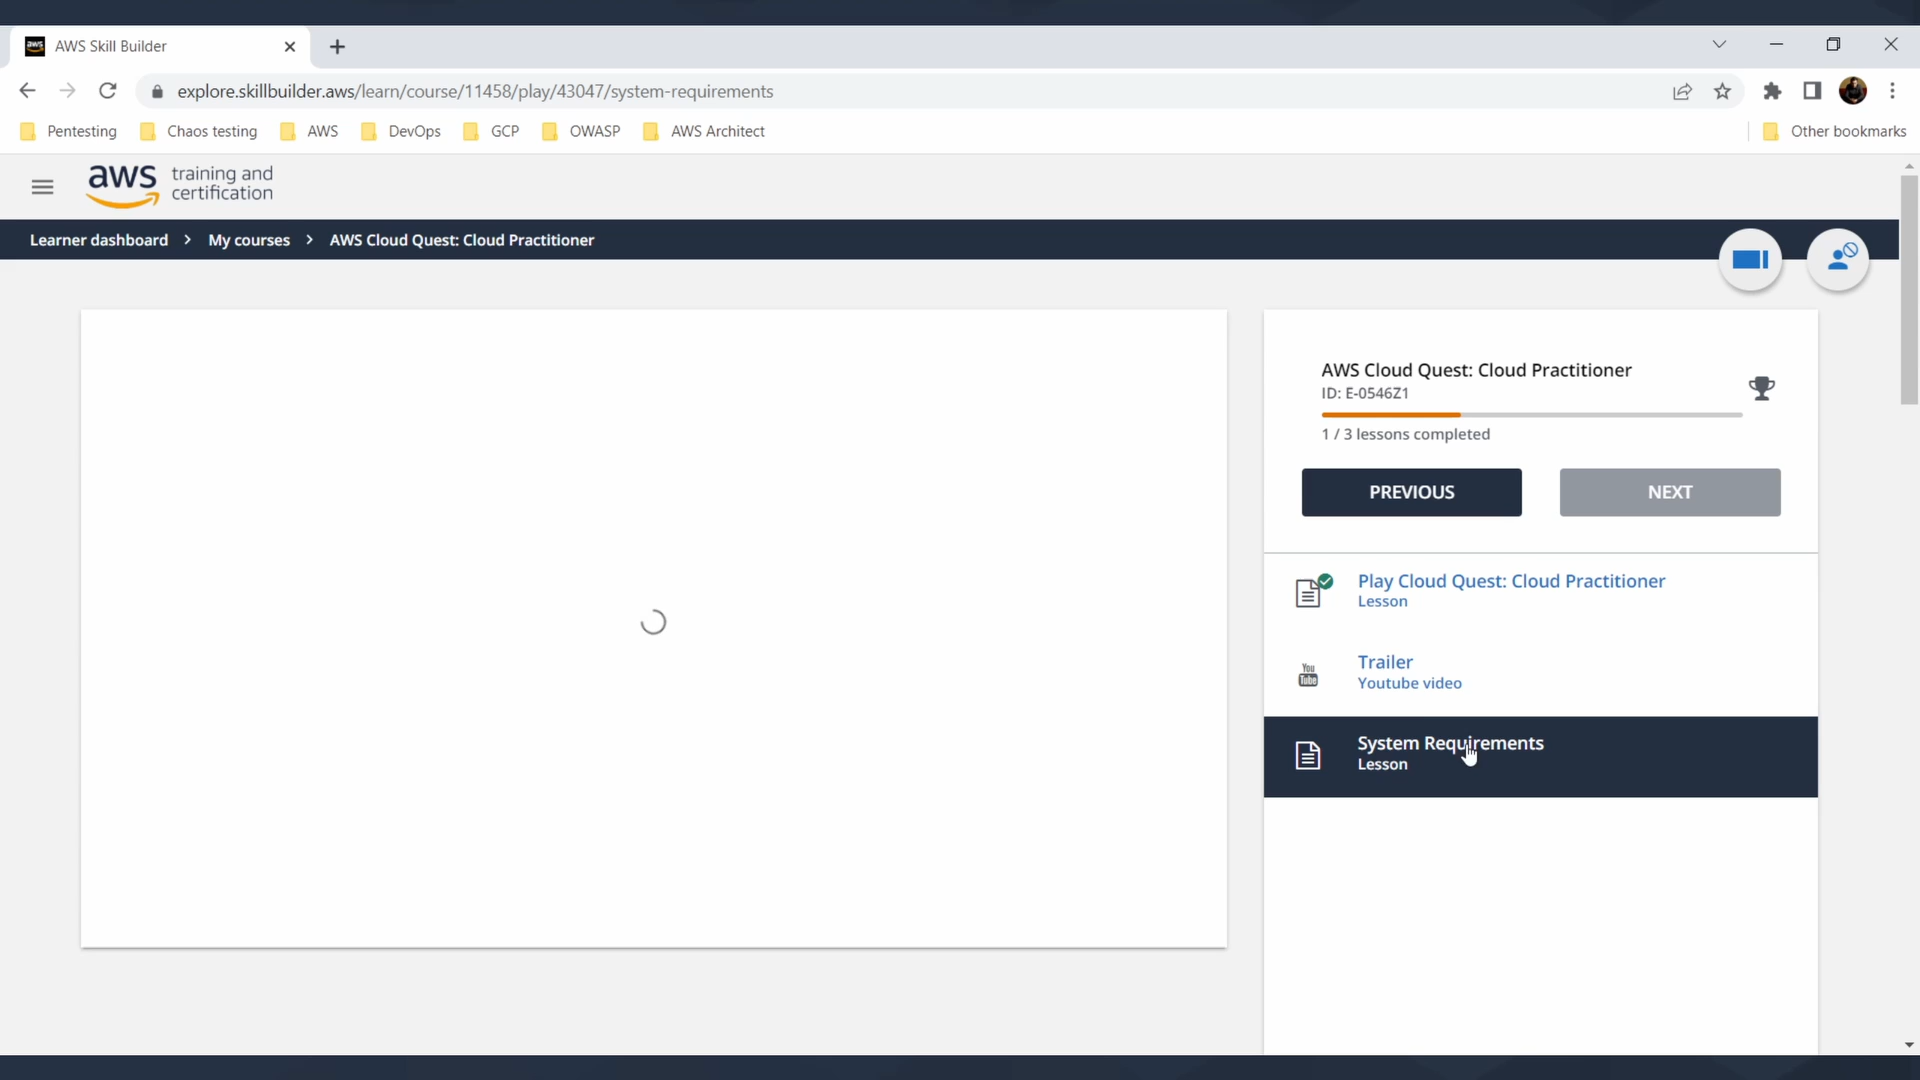 aws
AWS Skill Builder
explore.skillbuilder.aws/learn/course/11458/play/43047/system-requirements
Pentesting
Chaos testing
AWS
DevOps
GCP
OWASP
AWS Architect
Other bookmarks
aws
training and
certification
Learner dashboard > My courses > AWS Cloud Quest: Cloud Practitioner
AWS Cloud Quest: Cloud Practitioner
ID: E-0546Z1
1 / 3 lessons completed
PREVIOUS
NEXT
Play Cloud Quest: Cloud Practitioner
Lesson
You
Tube
Trailer
Youtube video
System Requirements
Lesson